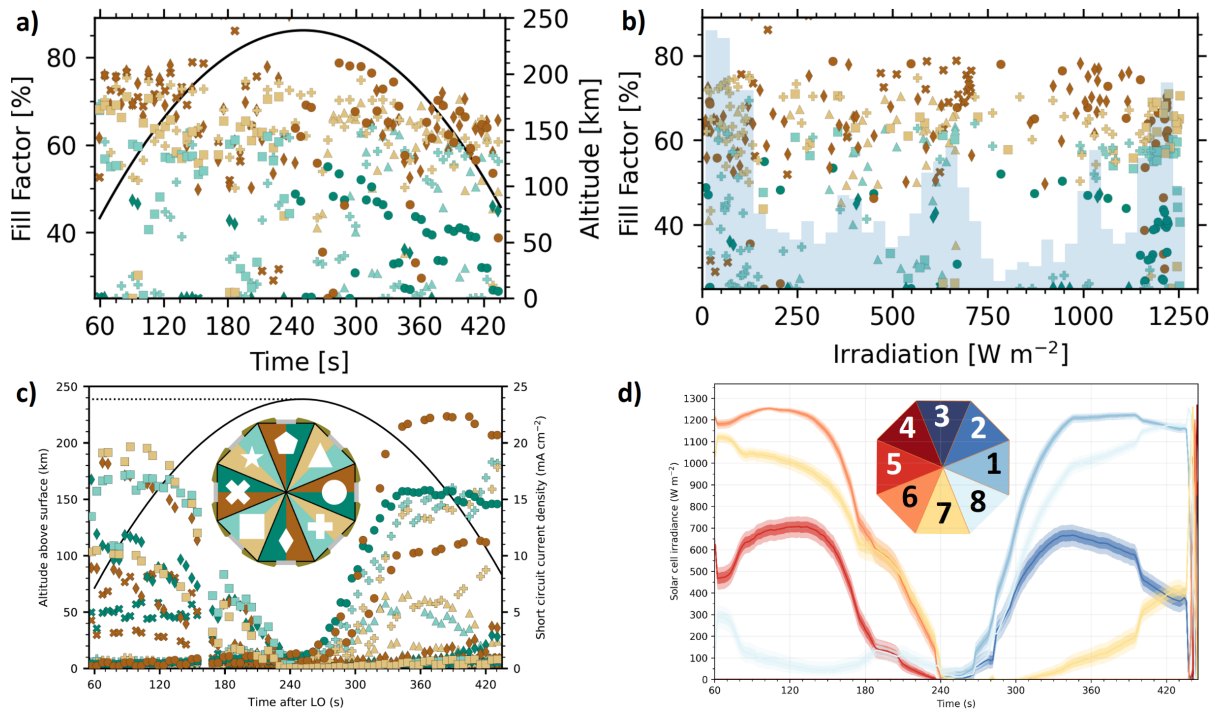 a)
Fill Factor [%]
80
60
40
250
200
150
100
50
0
Altitude [km]
60 120 180 240 300 360 420
Time [s]
b)
Fill Factor [%]
80
60
40
0 250 500 750 1000 1250
Irradiation [W m⁻²]
c)
Altitude above surface (km)
250
200
150
100
50
0
25
20
15
10
5
0
Short circuit current density (mA cm⁻²)
60 120 180 240 300 360 420
Time after LO (s)
d)
Solar cell irradiance (W m⁻²)
1300
1200
1100
1000
900
800
700
600
500
400
300
200
100
0
3
4 2
5 1
6 8
7
60 120 180 240 300 360 420
Time (s)